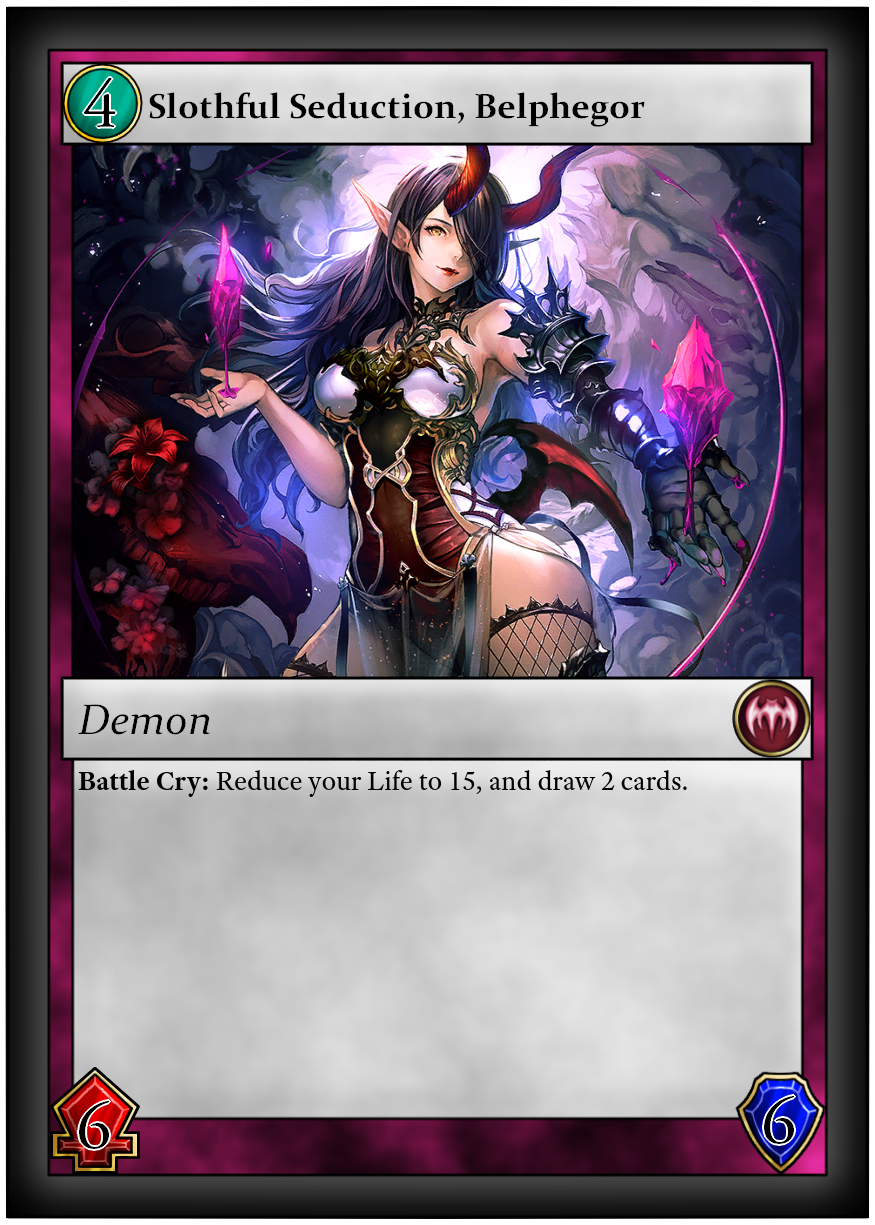 4
Slothful Seduction, Belphegor
Demon
Battle Cry: Reduce your Life to 15, and draw 2 cards.
6
6